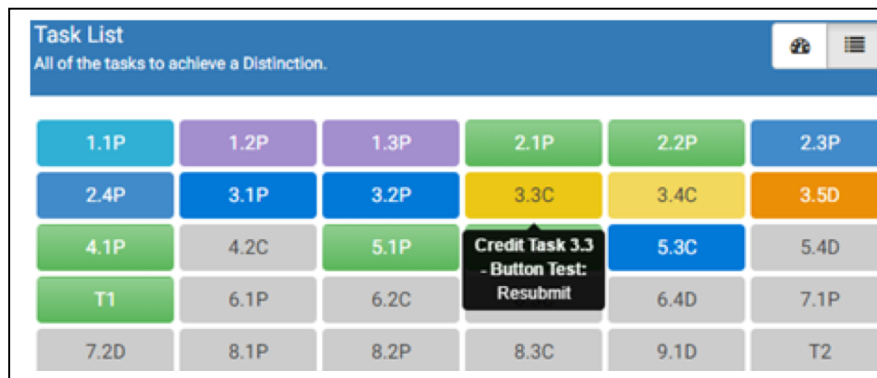 Task List
All of the tasks to achieve a Distinction.
1.1P 1.2P 1.3P 2.1P 2.2P 2.3P
2.4P 3.1P 3.2P 3.3C 3.4C 3.5D
4.1P 4.2C 5.1P 5.3C 5.4D
Credit Task 3.3
- Button Test:
Resubmit
T1 6.1P 6.2C 6.4D 7.1P
7.2D 8.1P 8.2P 8.3C 9.1D T2